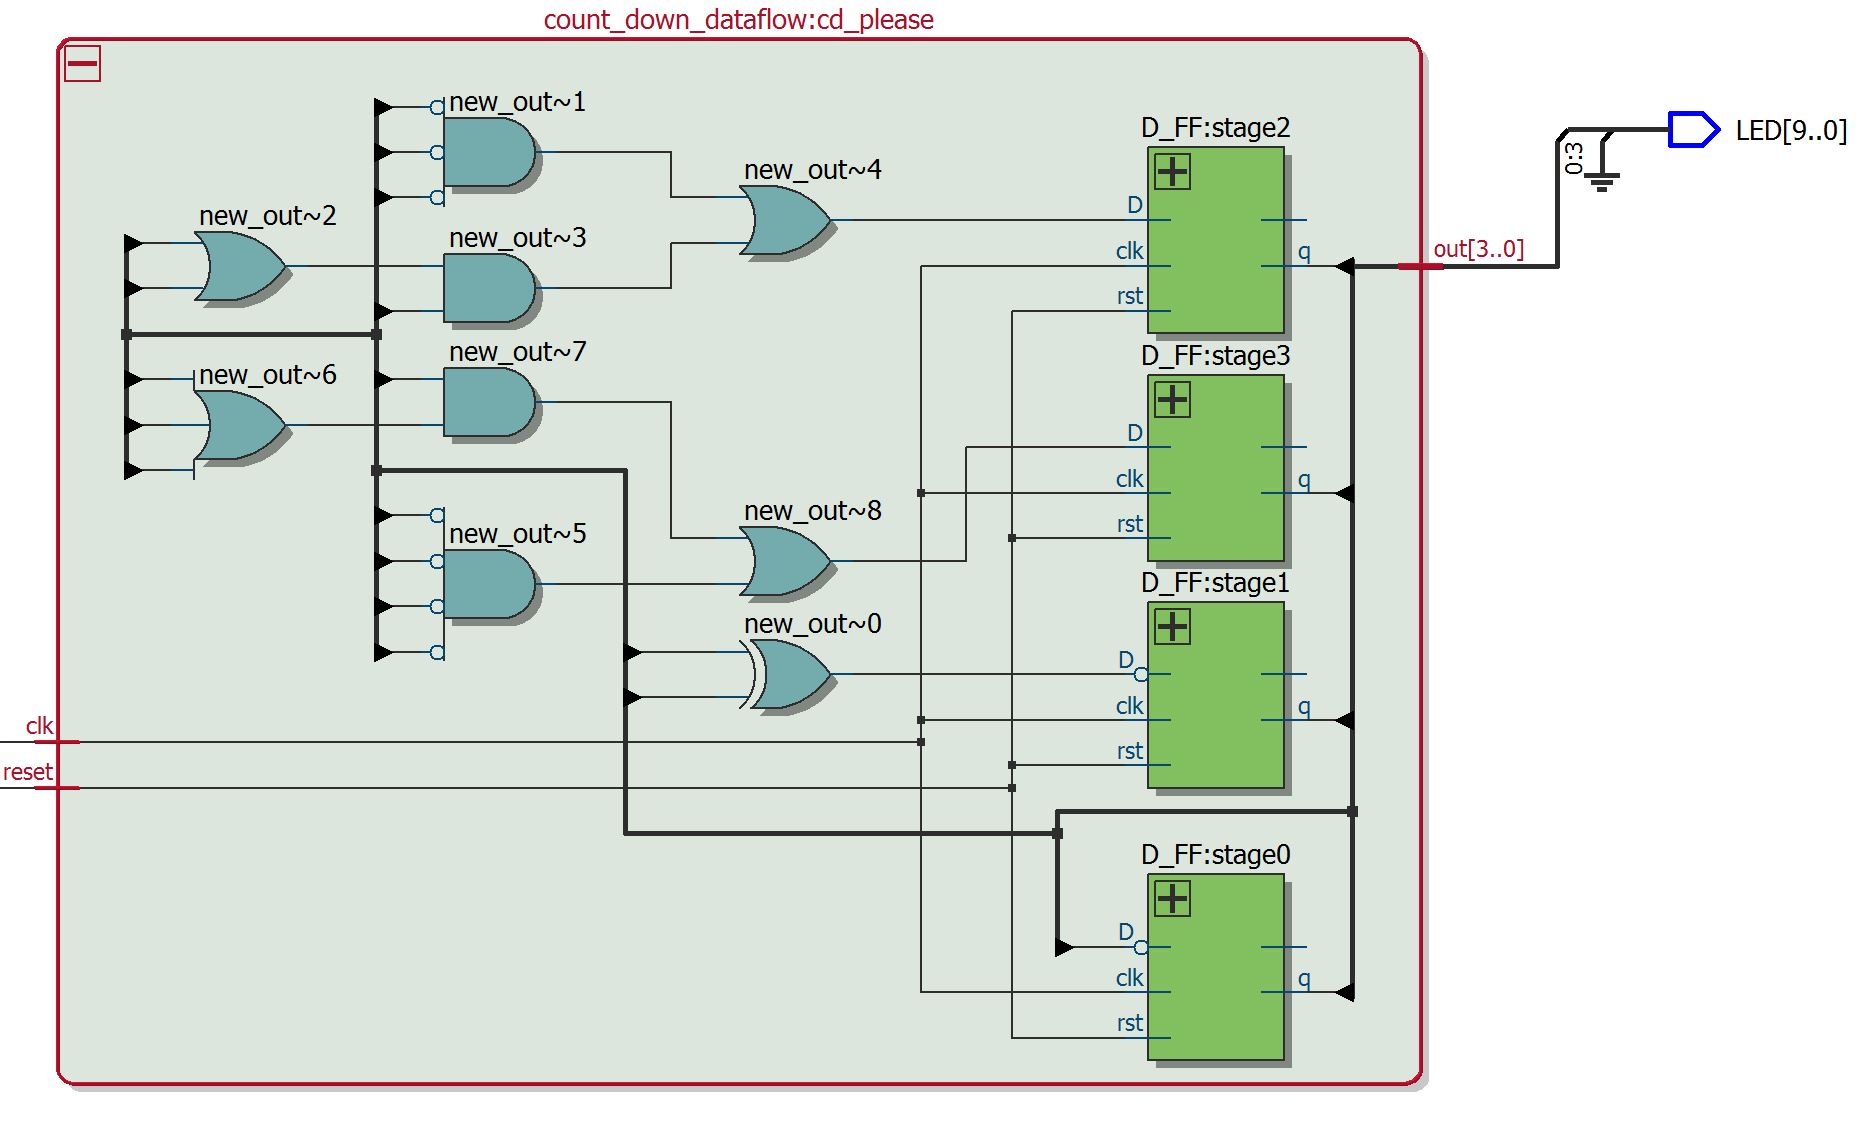 count_down_dataflow:cd_please
new_out~1
D_FF:stage2
LED[9..0]
0:3
new_out~4
D
new_out~2
new_out~3
clk
q
out[3..0]
rst
new_out~7
D_FF:stage3
new_out~6
D
clk
q
new_out~8
rst
new_out~5
D_FF:stage1
new_out~0
D
clk
q
clk
rst
reset
D_FF:stage0
D
clk
q
rst